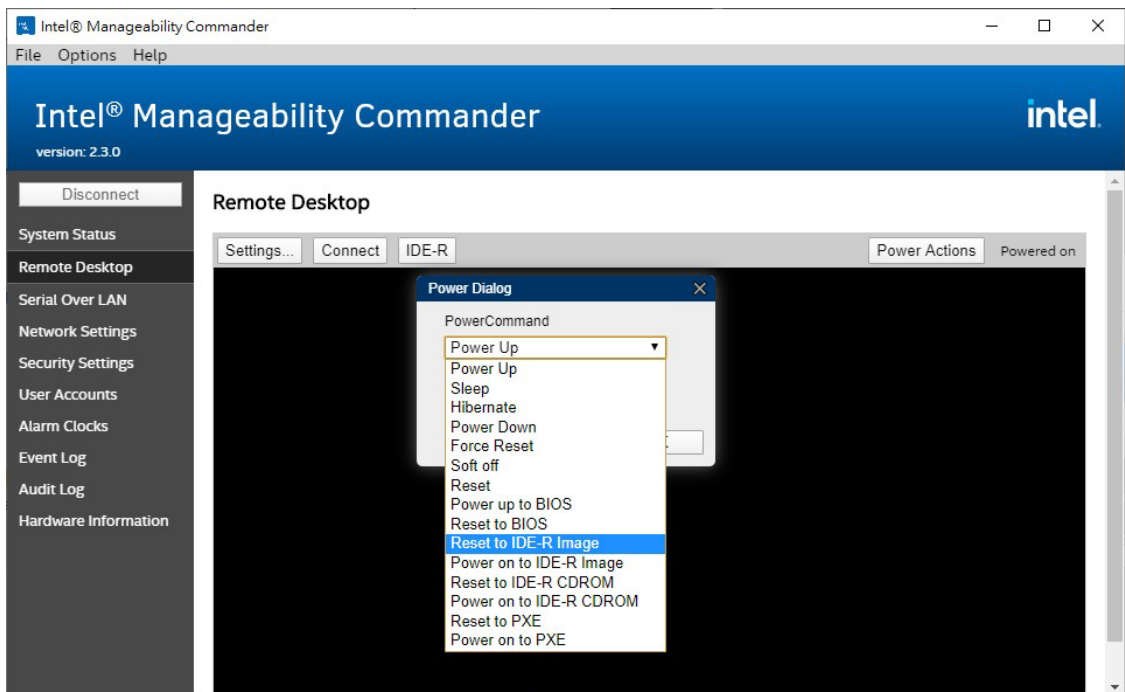 Intel® Manageability Commander
File Options Help
Intel® Manageability Commander
intel.
version: 2.3.0
Disconnect
System Status
Remote Desktop
Serial Over LAN
Network Settings
Security Settings
User Accounts
Alarm Clocks
Event Log
Audit Log
Hardware Information
Remote Desktop
Settings... Connect IDE-R Power Actions Powered on
Power Dialog
PowerCommand
Power Up
Power Up
Sleep
Hibernate
Power Down
Force Reset
Soft off
Reset
Power up to BIOS
Reset to BIOS
Reset to IDE-R Image
Power on to IDE-R Image
Reset to IDE-R CDROM
Power on to IDE-R CDROM
Reset to PXE
Power on to PXE